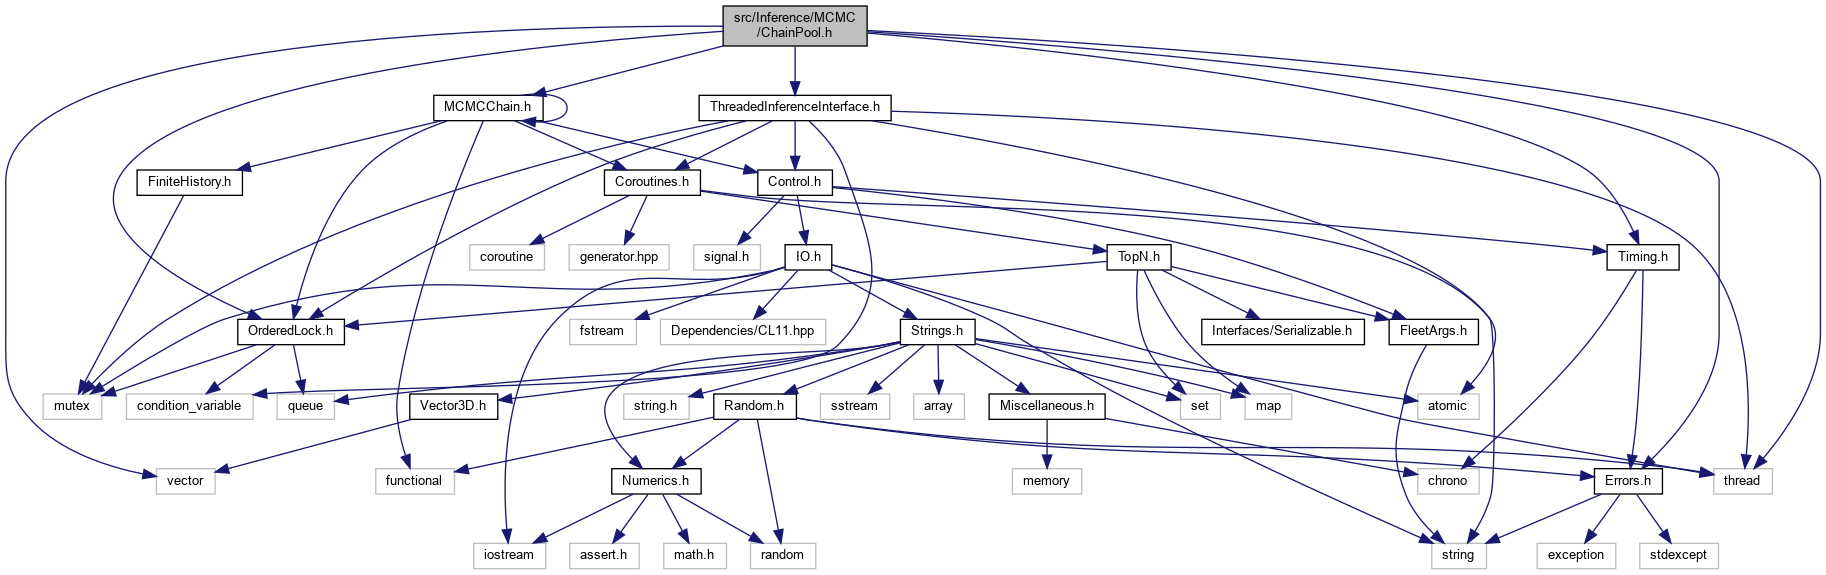 src/Inference/MCMC
/ChainPool.h
MCMCChain.h
ThreadedInferenceInterface.h
FiniteHistory.h
Coroutines.h
Control.h
coroutine
generator.hpp
signal.h
IO.h
TopN.h
Timing.h
OrderedLock.h
fstream
Dependencies/CL11.hpp
Strings.h
Interfaces/Serializable.h
FleetArgs.h
mutex
condition_variable
queue
Vector3D.h
string.h
Random.h
sstream
array
Miscellaneous.h
set
map
atomic
vector
functional
Numerics.h
memory
chrono
Errors.h
thread
iostream
assert.h
math.h
random
string
exception
stdexcept